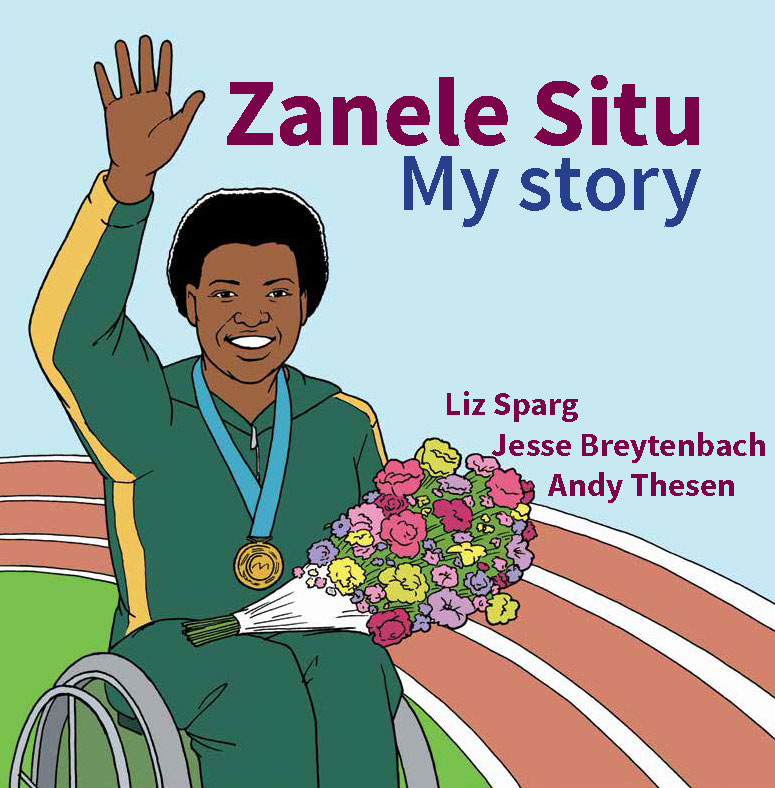 Zanele Situ
My story
Liz Sparg
Jesse Breytenbach
Andy Thesen